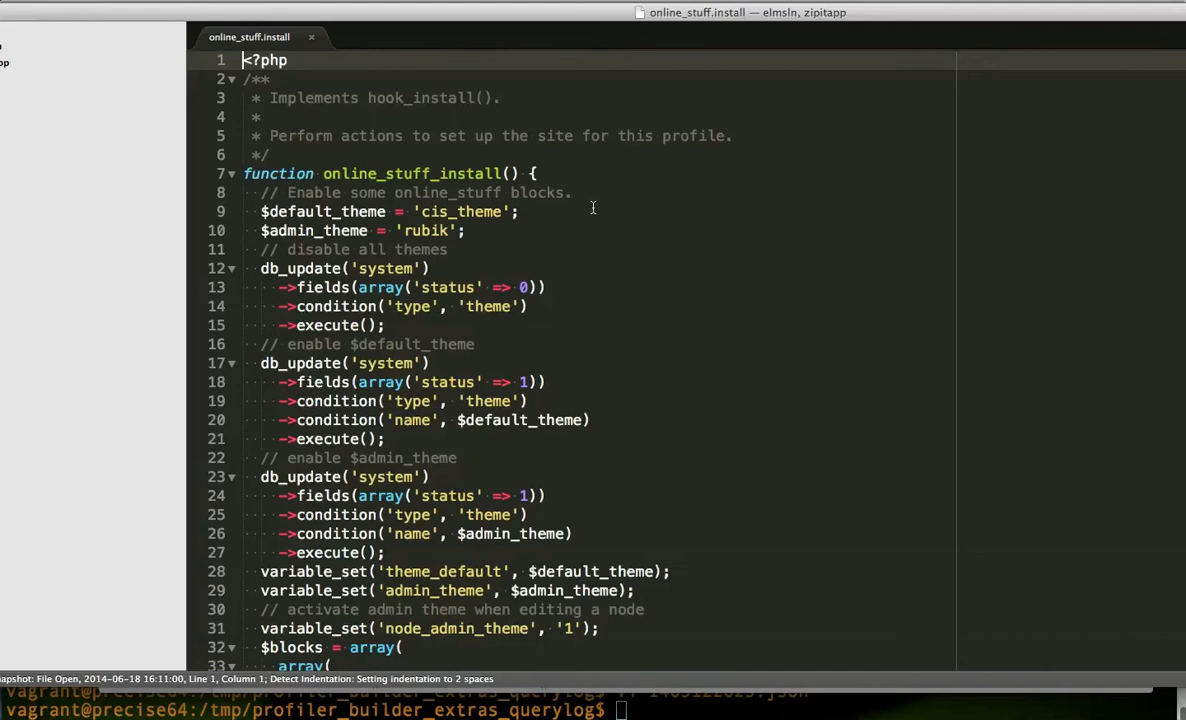 online_stuff.install — elmsln, zipitapp
online_stuff.install ×
pp
1 <?php
2 /**
3  * Implements hook_install().
4  *
5  * Perform actions to set up the site for this profile.
6  */
7 function online_stuff_install() {
8   // Enable some online_stuff blocks.
9   $default_theme = 'cis_theme';
10   $admin_theme = 'rubik';
11   // disable all themes
12   db_update('system')
13     ->fields(array('status' => 0))
14     ->condition('type', 'theme')
15     ->execute();
16   // enable $default_theme
17   db_update('system')
18     ->fields(array('status' => 1))
19     ->condition('type', 'theme')
20     ->condition('name', $default_theme)
21     ->execute();
22   // enable $admin_theme
23   db_update('system')
24     ->fields(array('status' => 1))
25     ->condition('type', 'theme')
26     ->condition('name', $admin_theme)
27     ->execute();
28   variable_set('theme_default', $default_theme);
29   variable_set('admin_theme', $admin_theme);
30   // activate admin theme when editing a node
31   variable_set('node_admin_theme', '1');
32   $blocks = array(
33     array(
apshot: File Open, 2014-06-18 16:11:00, Line 1, Column 1; Detect Indentation: Setting indentation to 2 spaces
vagrant@precise64:/tmp/profiler_builder_extras_querylog$
vagrant@precise64:/tmp/profiler_builder_extras_querylog$